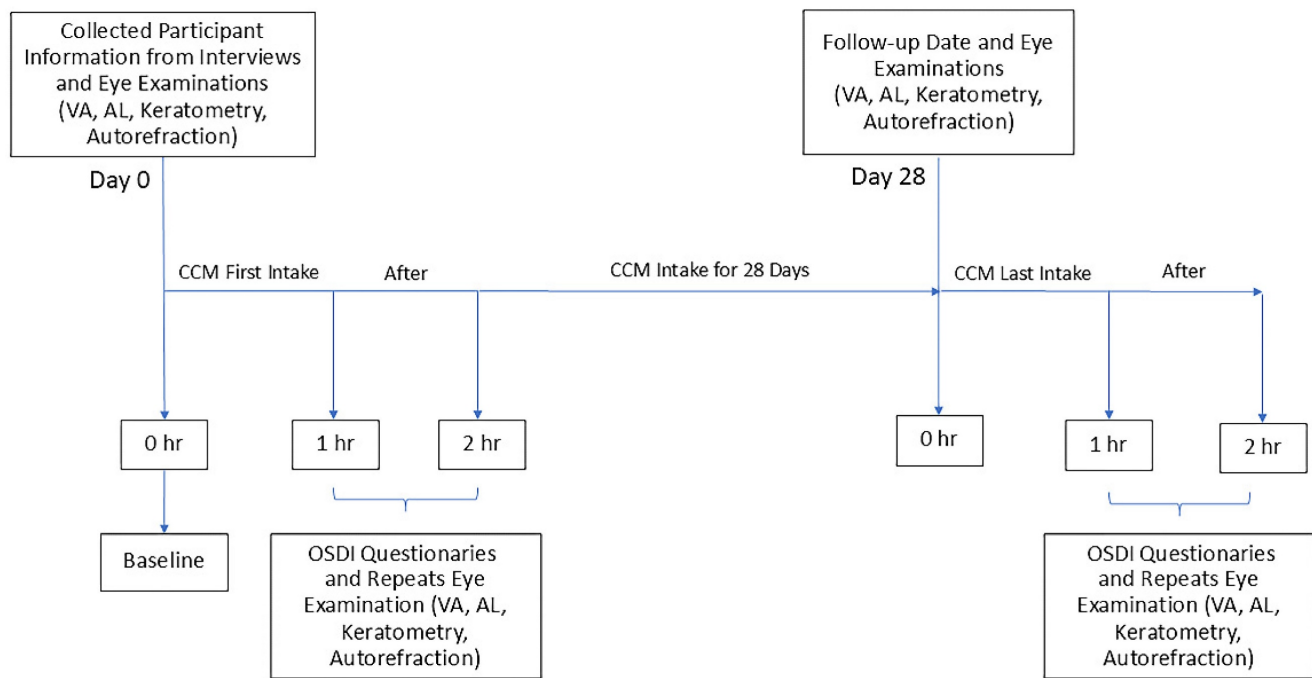 Collected Participant
Information from Interviews
and Eye Examinations
(VA, AL, Keratometry,
Autorefraction)
Follow-up Date and Eye
Examinations
(VA, AL, Keratometry,
Autorefraction)
Day 0
Day 28
CCM First Intake
After
CCM Intake for 28 Days
CCM Last Intake
After
0 hr
1 hr
2 hr
0 hr
1 hr
2 hr
Baseline
OSDI Questionaries
and Repeats Eye
Examination (VA, AL,
Keratometry,
Autorefraction)
OSDI Questionaries
and Repeats Eye
Examination (VA, AL,
Keratometry,
Autorefraction)